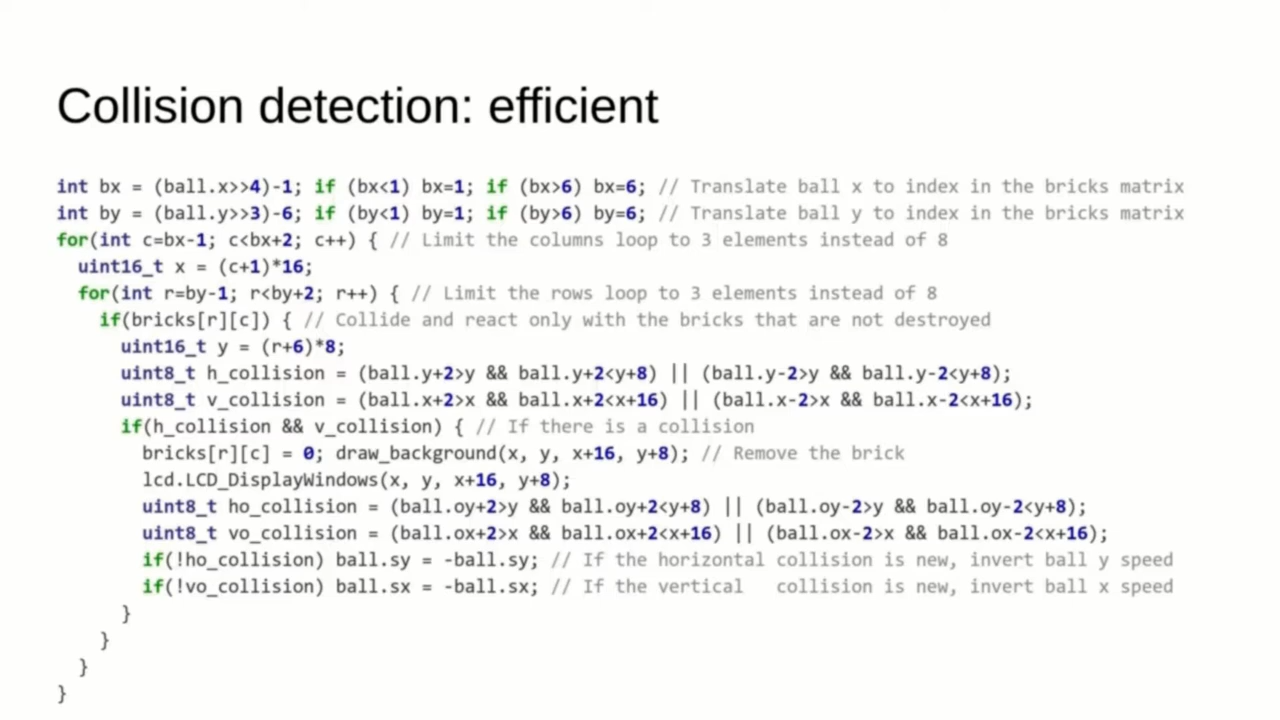 Collision detection: efficient
int bx = (ball.x>>4)-1; if (bx<1) bx=1; if (bx>6) bx=6; // Translate ball x to index in the bricks matrix
int by = (ball.y>>3)-6; if (by<1) by=1; if (by>6) by=6; // Translate ball y to index in the bricks matrix
for(int c=bx-1; c<bx+2; c++) { // Limit the columns loop to 3 elements instead of 8
  uint16_t x = (c+1)*16;
  for(int r=by-1; r<by+2; r++) { // Limit the rows loop to 3 elements instead of 8
    if(bricks[r][c]) { // Collide and react only with the bricks that are not destroyed
      uint16_t y = (r+6)*8;
      uint8_t h_collision = (ball.y+2>y && ball.y+2<y+8) || (ball.y-2>y && ball.y-2<y+8);
      uint8_t v_collision = (ball.x+2>x && ball.x+2<x+16) || (ball.x-2>x && ball.x-2<x+16);
      if(h_collision && v_collision) { // If there is a collision
        bricks[r][c] = 0; draw_background(x, y, x+16, y+8); // Remove the brick
        lcd.LCD_DisplayWindows(x, y, x+16, y+8);
        uint8_t ho_collision = (ball.oy+2>y && ball.oy+2<y+8) || (ball.oy-2>y && ball.oy-2<y+8);
        uint8_t vo_collision = (ball.ox+2>x && ball.ox+2<x+16) || (ball.ox-2>x && ball.ox-2<x+16);
        if(!ho_collision) ball.sy = -ball.sy; // If the horizontal collision is new, invert ball y speed
        if(!vo_collision) ball.sx = -ball.sx; // If the vertical   collision is new, invert ball x speed
      }
    }
  }
}